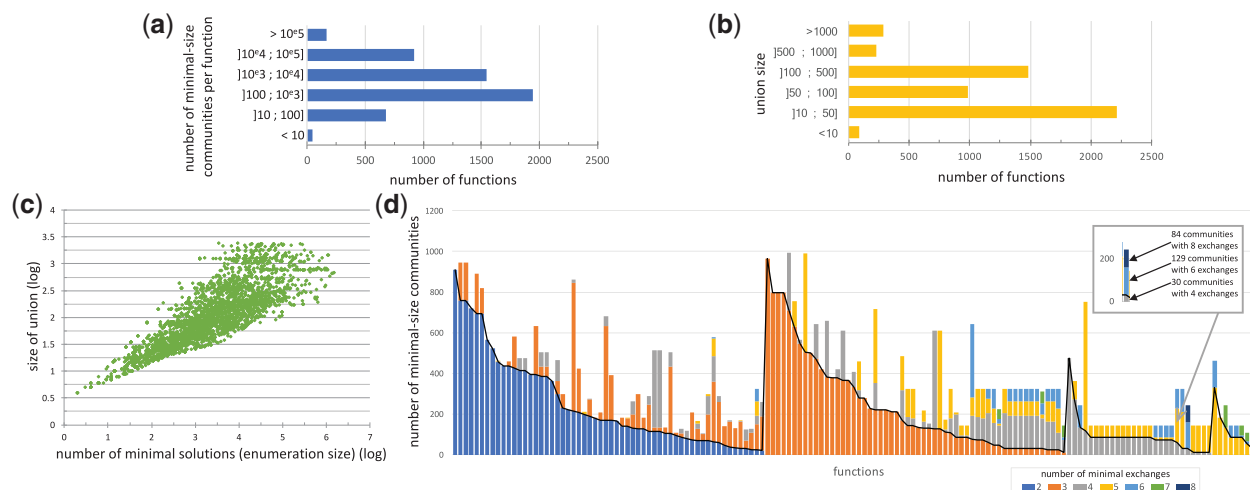 (a)
number of minimal-size
communities per function
> 10ᵉ5
]10ᵉ4 ; 10ᵉ5]
]10ᵉ3 ; 10ᵉ4]
]100 ; 10ᵉ3]
]10 ; 100]
< 10
0 500 1000 1500 2000 2500
number of functions
(b)
union size
>1000
]500 ; 1000]
]100 ; 500]
]50 ; 100]
]10 ; 50]
<10
0 500 1000 1500 2000 2500
number of functions
(c)
size of union (log)
4
3.5
3
2.5
2
1.5
1
0.5
0
0 1 2 3 4 5 6 7
number of minimal solutions (enumeration size) (log)
(d)
number of minimal-size communities
1200
1000
800
600
400
200
0
functions
200
0
84 communities
with 8 exchanges
129 communities
with 6 exchanges
30 communities
with 4 exchanges
number of minimal exchanges
2 3 4 5 6 7 8